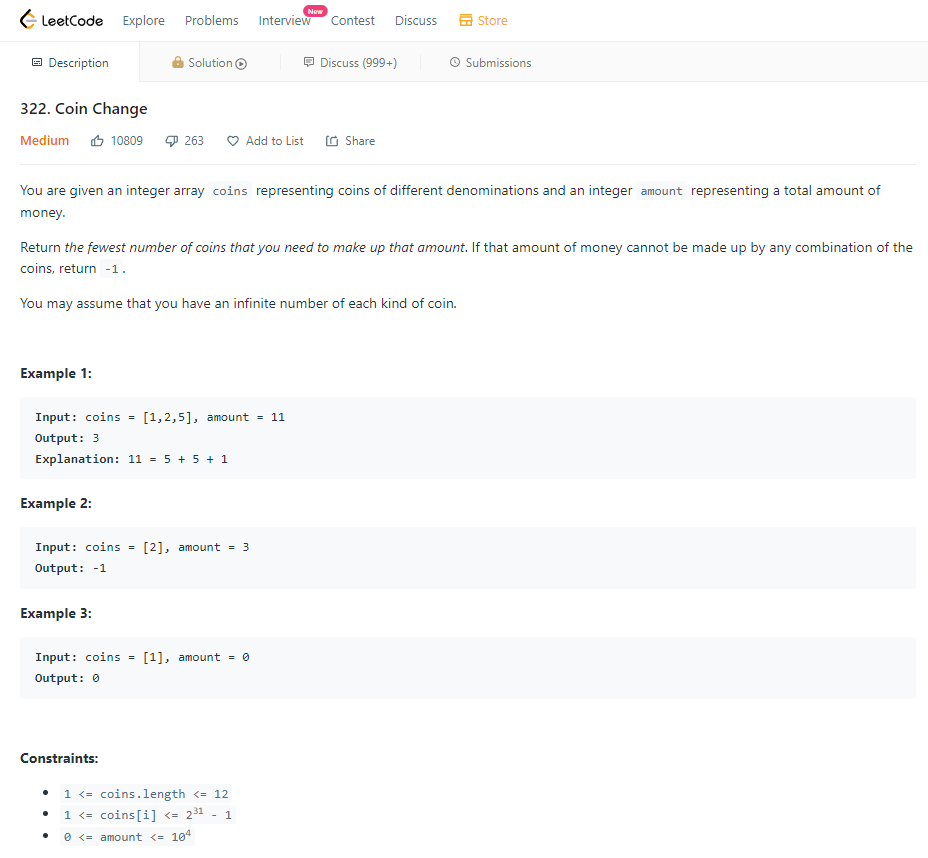 LeetCode Explore Problems Interview New Contest Discuss Store
Description Solution Discuss (999+) Submissions
322. Coin Change
Medium 10809 263 Add to List Share
You are given an integer array coins representing coins of different denominations and an integer amount representing a total amount of
money.
Return the fewest number of coins that you need to make up that amount. If that amount of money cannot be made up by any combination of the
coins, return -1.
You may assume that you have an infinite number of each kind of coin.
Example 1:
Input: coins = [1,2,5], amount = 11
Output: 3
Explanation: 11 = 5 + 5 + 1
Example 2:
Input: coins = [2], amount = 3
Output: -1
Example 3:
Input: coins = [1], amount = 0
Output: 0
Constraints:
• 1 <= coins.length <= 12
• 1 <= coins[i] <= 2³¹ - 1
• 0 <= amount <= 10⁴